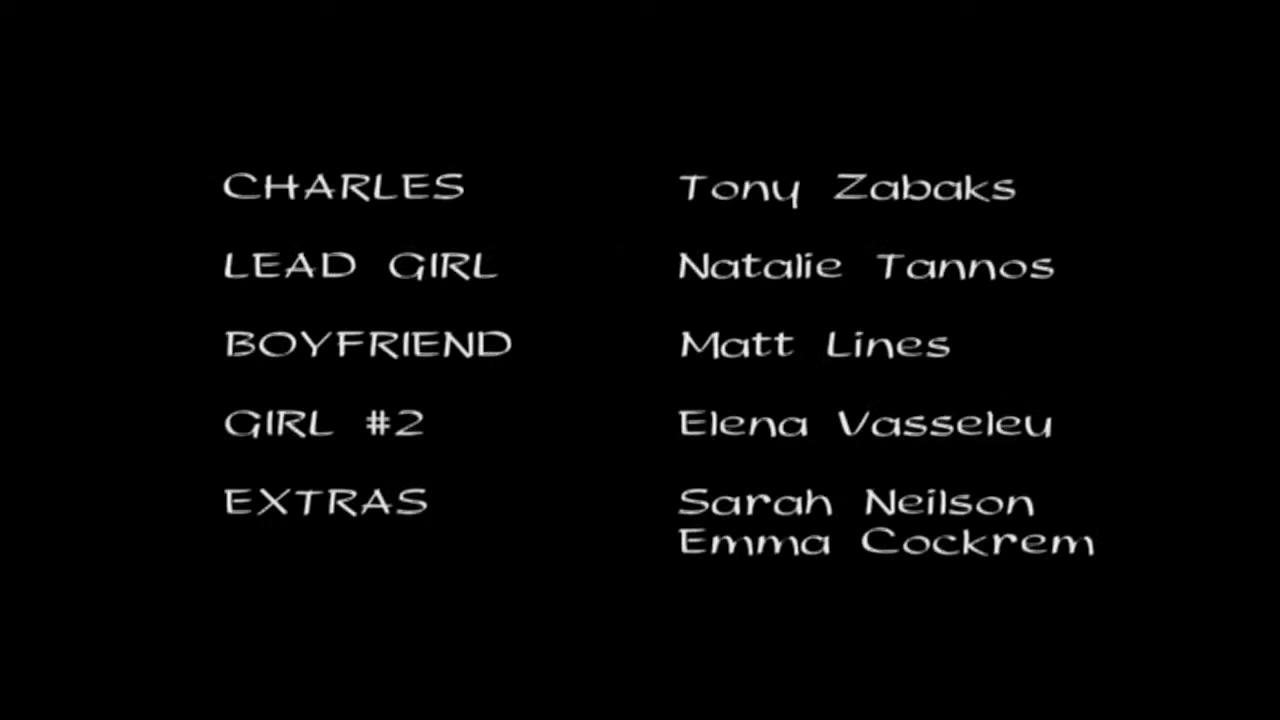 CHARLES Tony Zabaks
LEAD GIRL Natalie Tannos
BOYFRIEND Matt Lines
GIRL #2 Elena Vasseleu
EXTRAS Sarah Neilson
Emma Cockrem